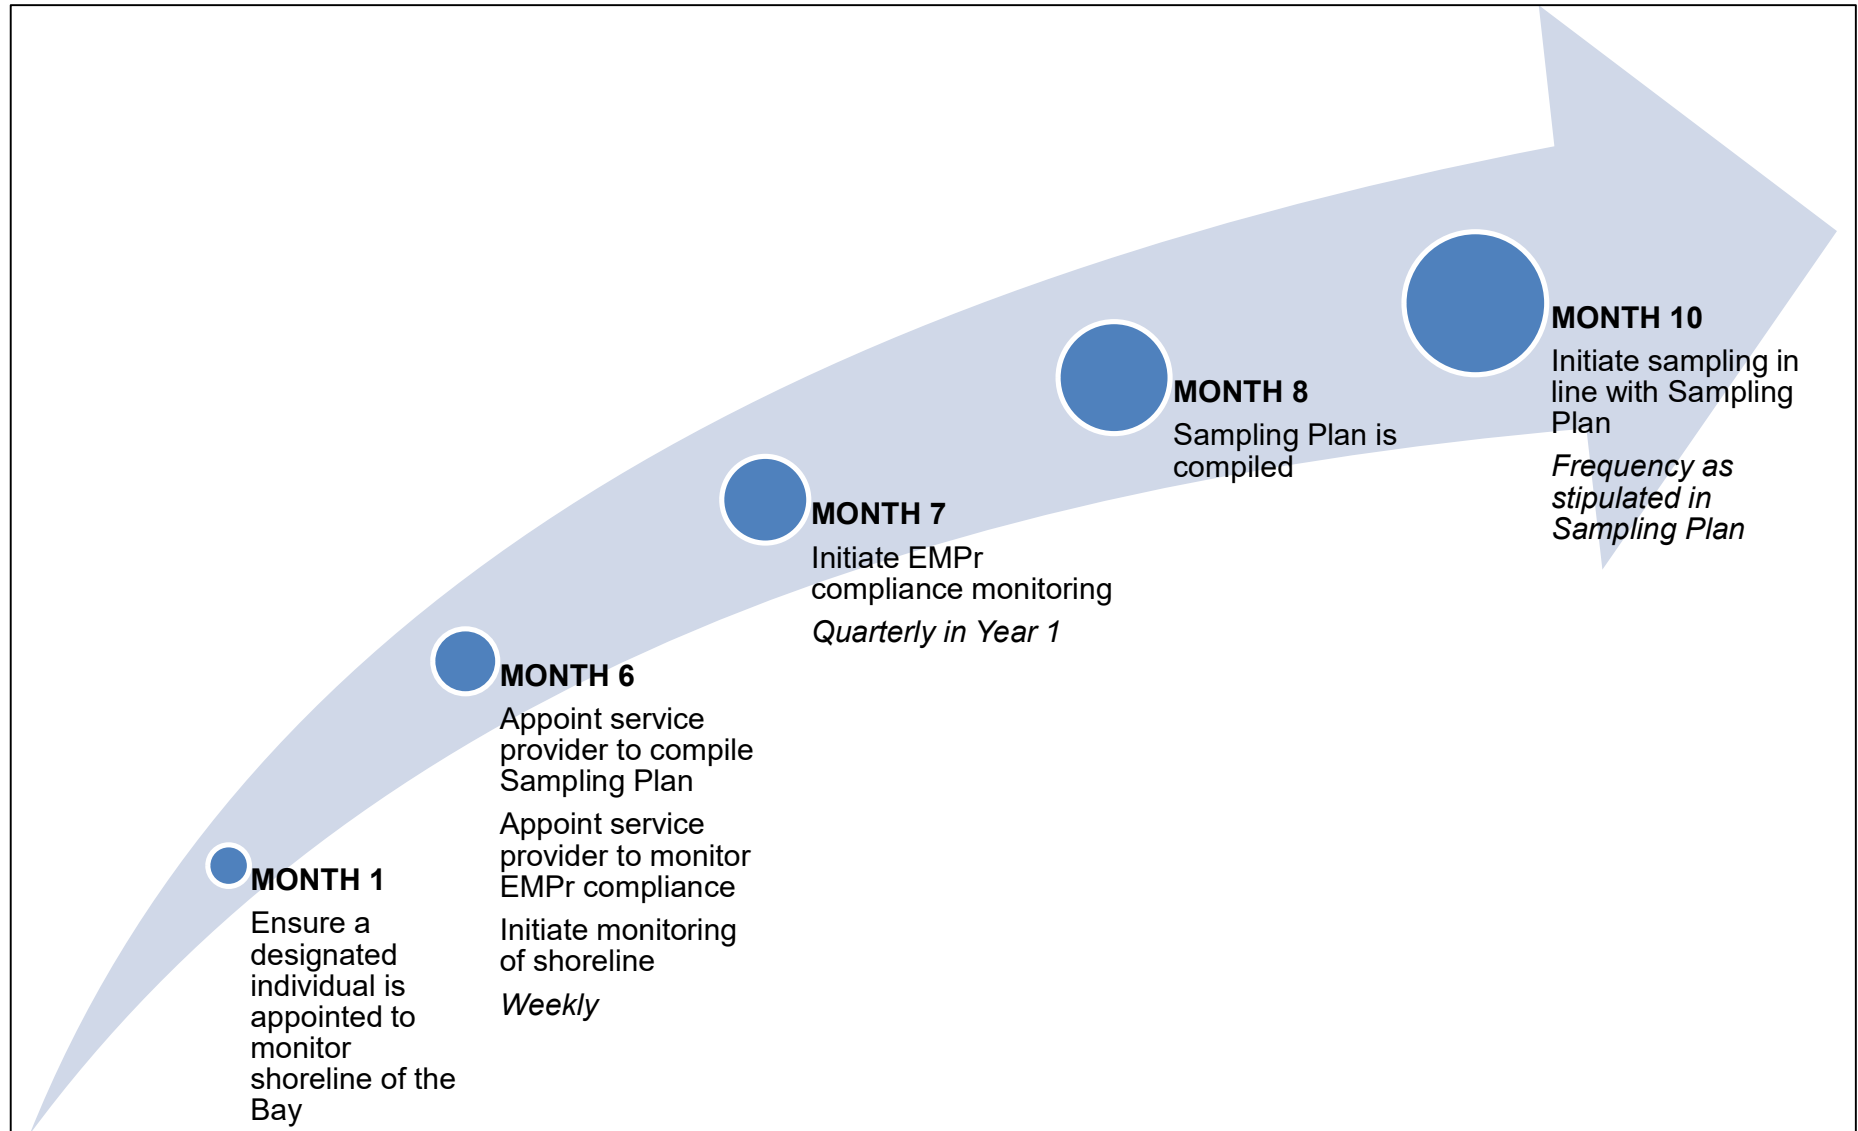 MONTH 1
Ensure a
designated
individual is
appointed to
monitor
shoreline of the
Bay
MONTH 6
Appoint service
provider to compile
Sampling Plan
Appoint service
provider to monitor
EMPr compliance
Initiate monitoring
of shoreline
Weekly
MONTH 7
Initiate EMPr
compliance monitoring
Quarterly in Year 1
MONTH 8
Sampling Plan is
compiled
MONTH 10
Initiate sampling in
line with Sampling
Plan
Frequency as
stipulated in
Sampling Plan